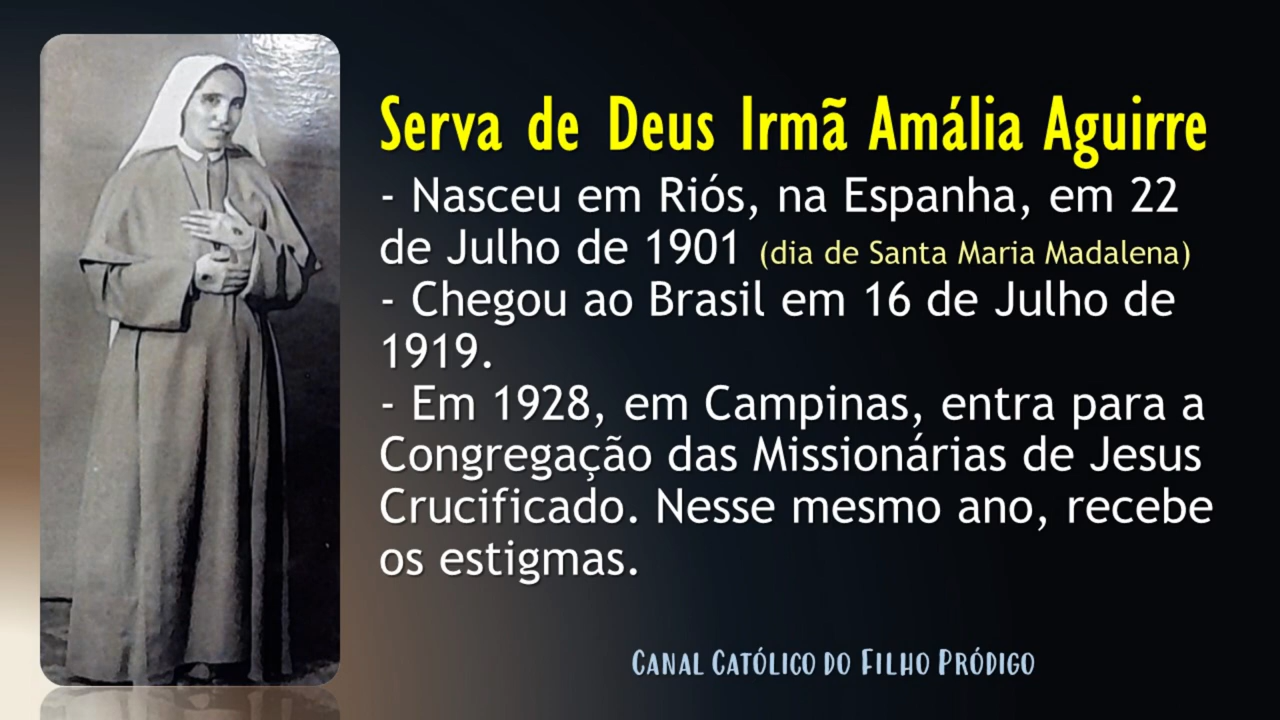 Serva de Deus Irmã Amália Aguirre
- Nasceu em Riós, na Espanha, em 22
de Julho de 1901 (dia de Santa Maria Madalena)
- Chegou ao Brasil em 16 de Julho de
1919.
- Em 1928, em Campinas, entra para a
Congregação das Missionárias de Jesus
Crucificado. Nesse mesmo ano, recebe
os estigmas.
CANAL CATÓLICO DO FILHO PRÓDIGO